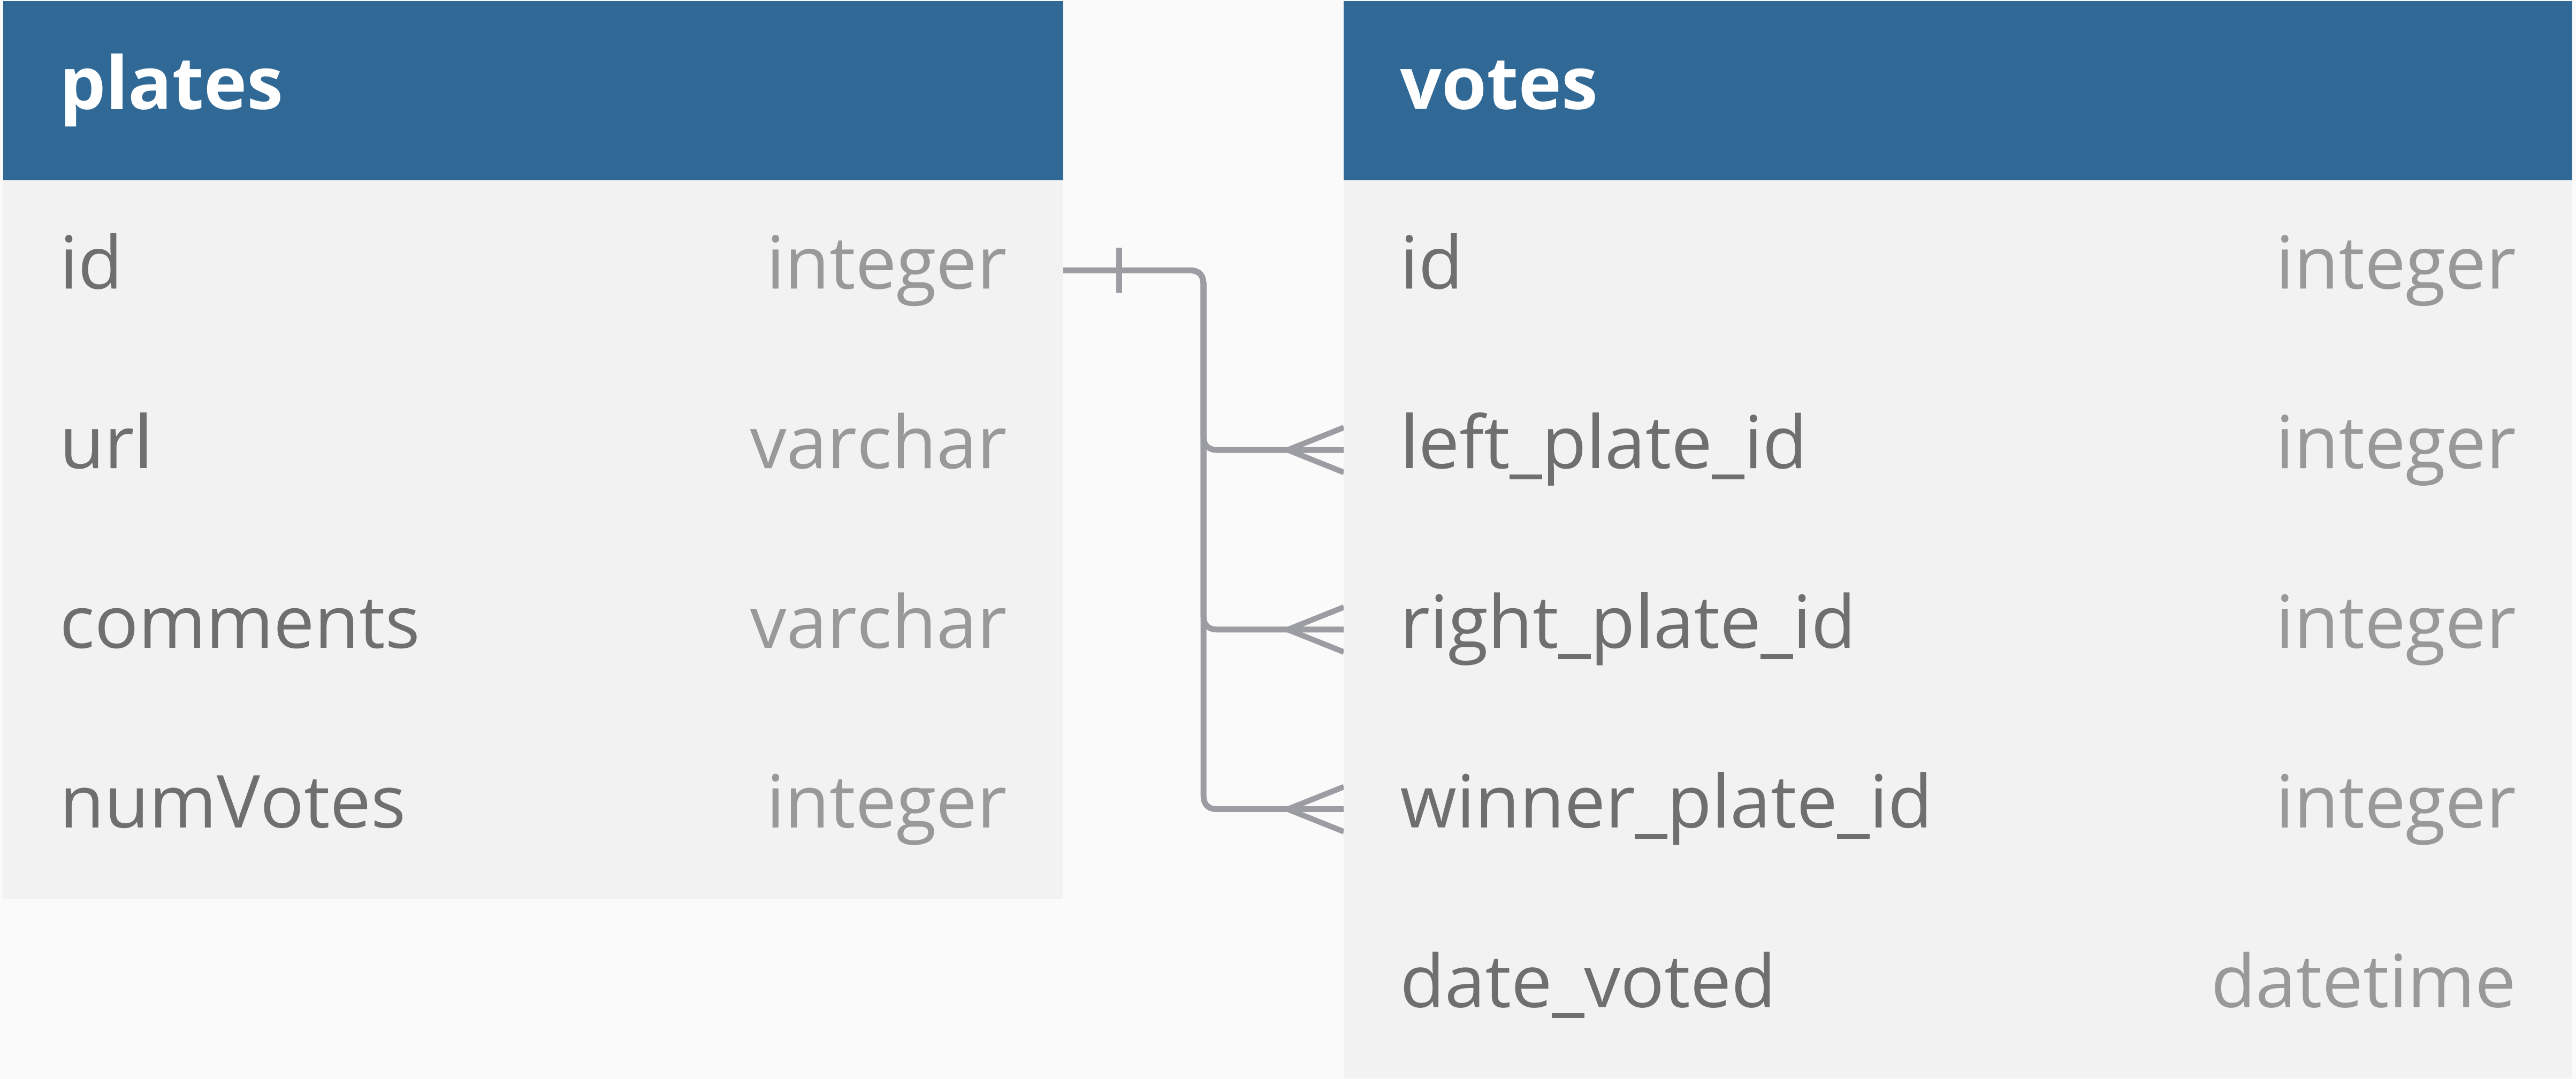 plates
id integer
url varchar
comments varchar
numVotes integer
votes
id integer
left_plate_id integer
right_plate_id integer
winner_plate_id integer
date_voted datetime